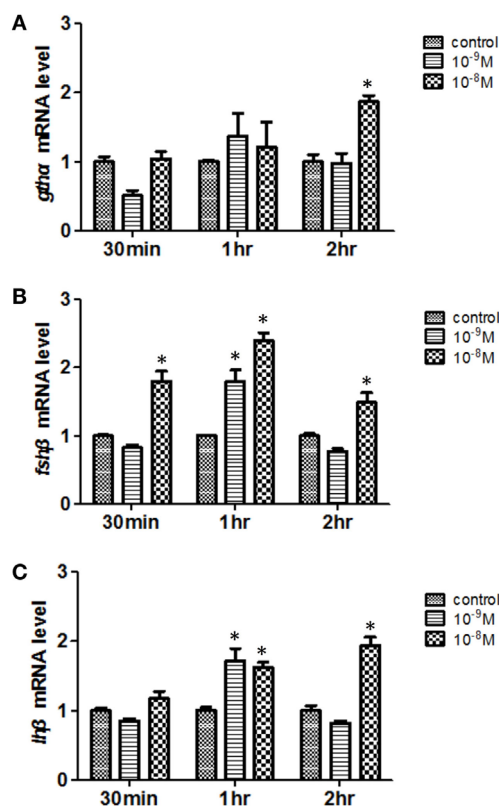 A
gthα mRNA level
3
2
1
0
*
control
10⁻⁹M
10⁻⁸M
30min 1hr 2hr
B
fshβ mRNA level
3
2
1
0
* * * *
control
10⁻⁹M
10⁻⁸M
30min 1hr 2hr
C
lhβ mRNA level
3
2
1
0
* * *
control
10⁻⁹M
10⁻⁸M
30min 1hr 2hr